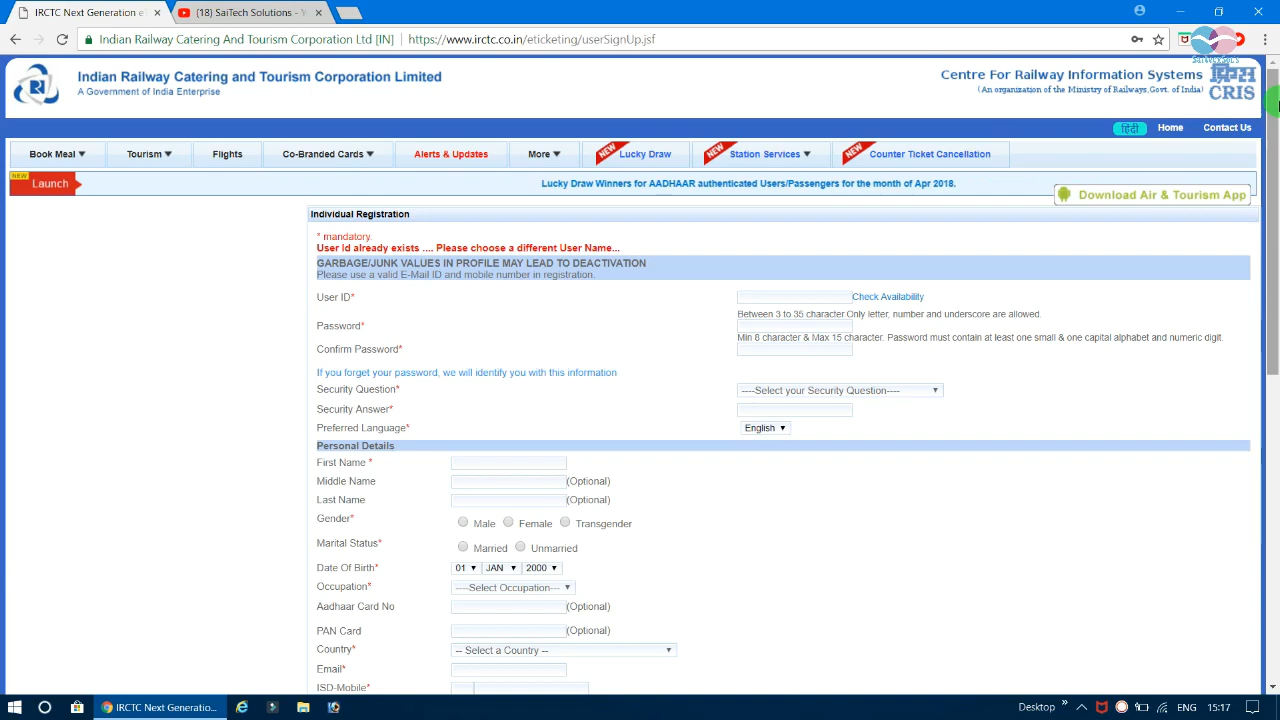 IRCTC Next Generation e
(18) SaiTech Solutions - Y
Indian Railway Catering And Tourism Corporation Ltd [IN]
https://www.irctc.co.in/eticketing/userSignUp.jsf
Indian Railway Catering and Tourism Corporation Limited
A Government of India Enterprise
Centre For Railway Information Systems
(An organization of the Ministry of Railways,Govt. of India)
CRIS
हिंदी
Home
Contact Us
Book Meal
Tourism
Flights
Co-Branded Cards
Alerts & Updates
More
NEW
Lucky Draw
NEW
Station Services
NEW
Counter Ticket Cancellation
NEW
Launch
Lucky Draw Winners for AADHAAR authenticated Users/Passengers for the month of Apr 2018.
Download Air & Tourism App
Individual Registration
* mandatory.
User Id already exists .... Please choose a different User Name...
GARBAGE/JUNK VALUES IN PROFILE MAY LEAD TO DEACTIVATION
Please use a valid E-Mail ID and mobile number in registration.
User ID*
Check Availability
Between 3 to 35 character.Only letter, number and underscore are allowed.
Password*
Min 8 character & Max 15 character. Password must contain at least one small & one capital alphabet and numeric digit.
Confirm Password*
If you forget your password, we will identify you with this information
Security Question*
----Select your Security Question----
Security Answer*
Preferred Language*
English
Personal Details
First Name *
Middle Name
(Optional)
Last Name
(Optional)
Gender*
Male
Female
Transgender
Marital Status*
Married
Unmarried
Date Of Birth*
01
JAN
2000
Occupation*
----Select Occupation---
Aadhaar Card No
(Optional)
PAN Card
(Optional)
Country*
-- Select a Country --
Email*
ISD-Mobile*
IRCTC Next Generatio...
Desktop
ENG
15:17